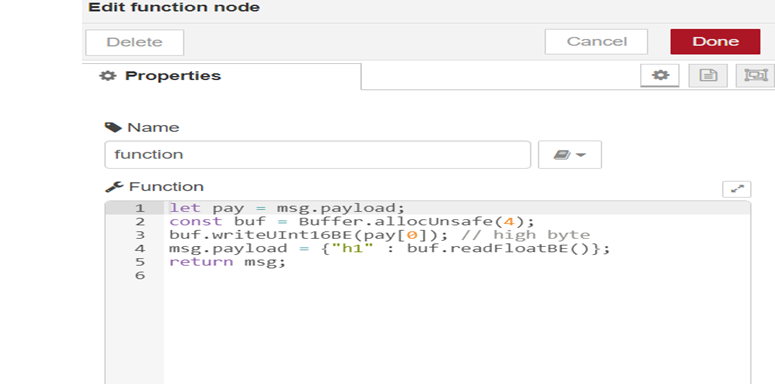 Edit function node
Delete
Cancel
Done
Properties
Name
function
Function
1 let pay = msg.payload;
2 const buf = Buffer.allocUnsafe(4);
3 buf.writeUInt16BE(pay[0]); // high byte
4 msg.payload = {"h1" : buf.readFloatBE()};
5 return msg;
6